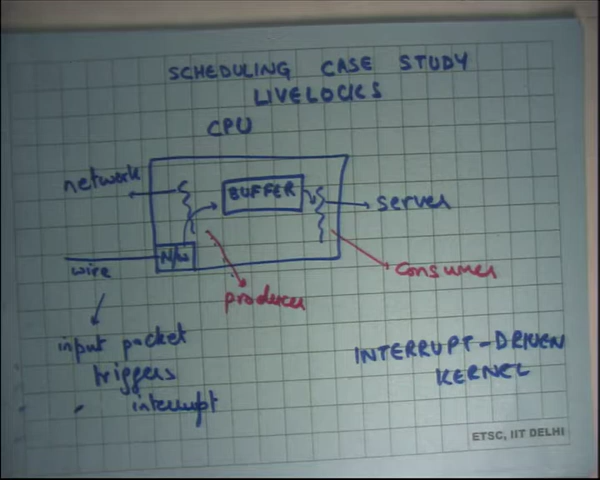 SCHEDULING CASE STUDY
LIVELOCKS
CPU
network
BUFFER
server
N/W
wire
consumer
producer
input packet
triggers
interrupt
INTERRUPT-DRIVEN
KERNEL
ETSC, IIT DELHI